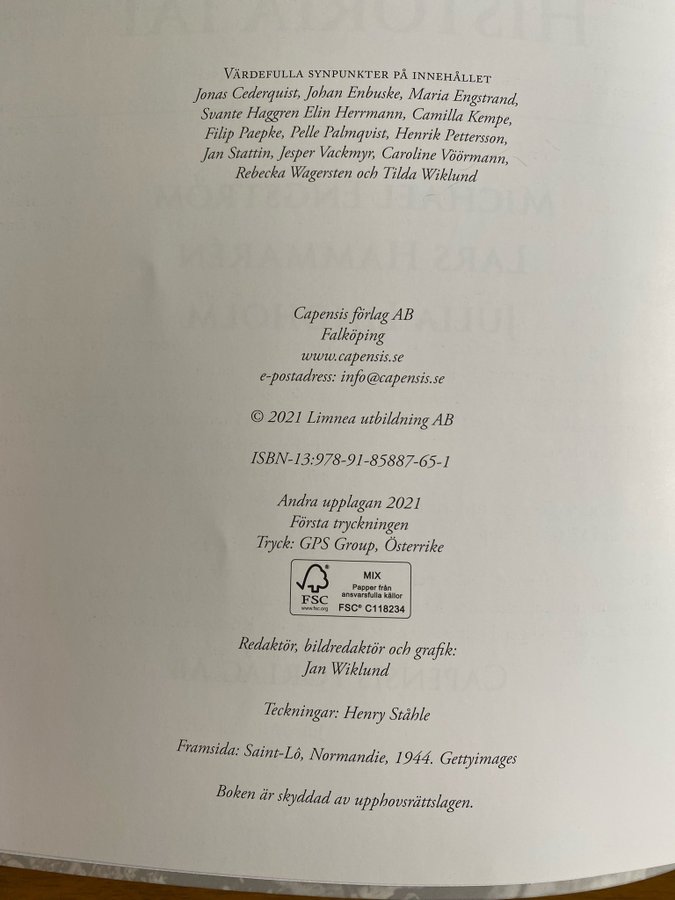 VÄRDEFULLA SYNPUNKTER PÅ INNEHÅLLET
Jonas Cederquist, Johan Enbuske, Maria Engstrand,
Svante Haggren Elin Herrmann, Camilla Kempe,
Filip Paepke, Pelle Palmqvist, Henrik Pettersson,
Jan Stattin, Jesper Vackmyr, Caroline Vöörmann,
Rebecka Wagersten och Tilda Wiklund
Capensis förlag AB
Falköping
www.capensis.se
e-postadress: info@capensis.se
© 2021 Limnea utbildning AB
ISBN-13:978-91-85887-65-1
Andra upplagan 2021
Första tryckningen
Tryck: GPS Group, Österrike
FSC
www.fsc.org
MIX
Papper från
ansvarsfulla källor
FSC® C118234
Redaktör, bildredaktör och grafik:
Jan Wiklund
Teckningar: Henry Ståhle
Framsida: Saint-Lô, Normandie, 1944. Gettyimages
Boken är skyddad av upphovsrättslagen.